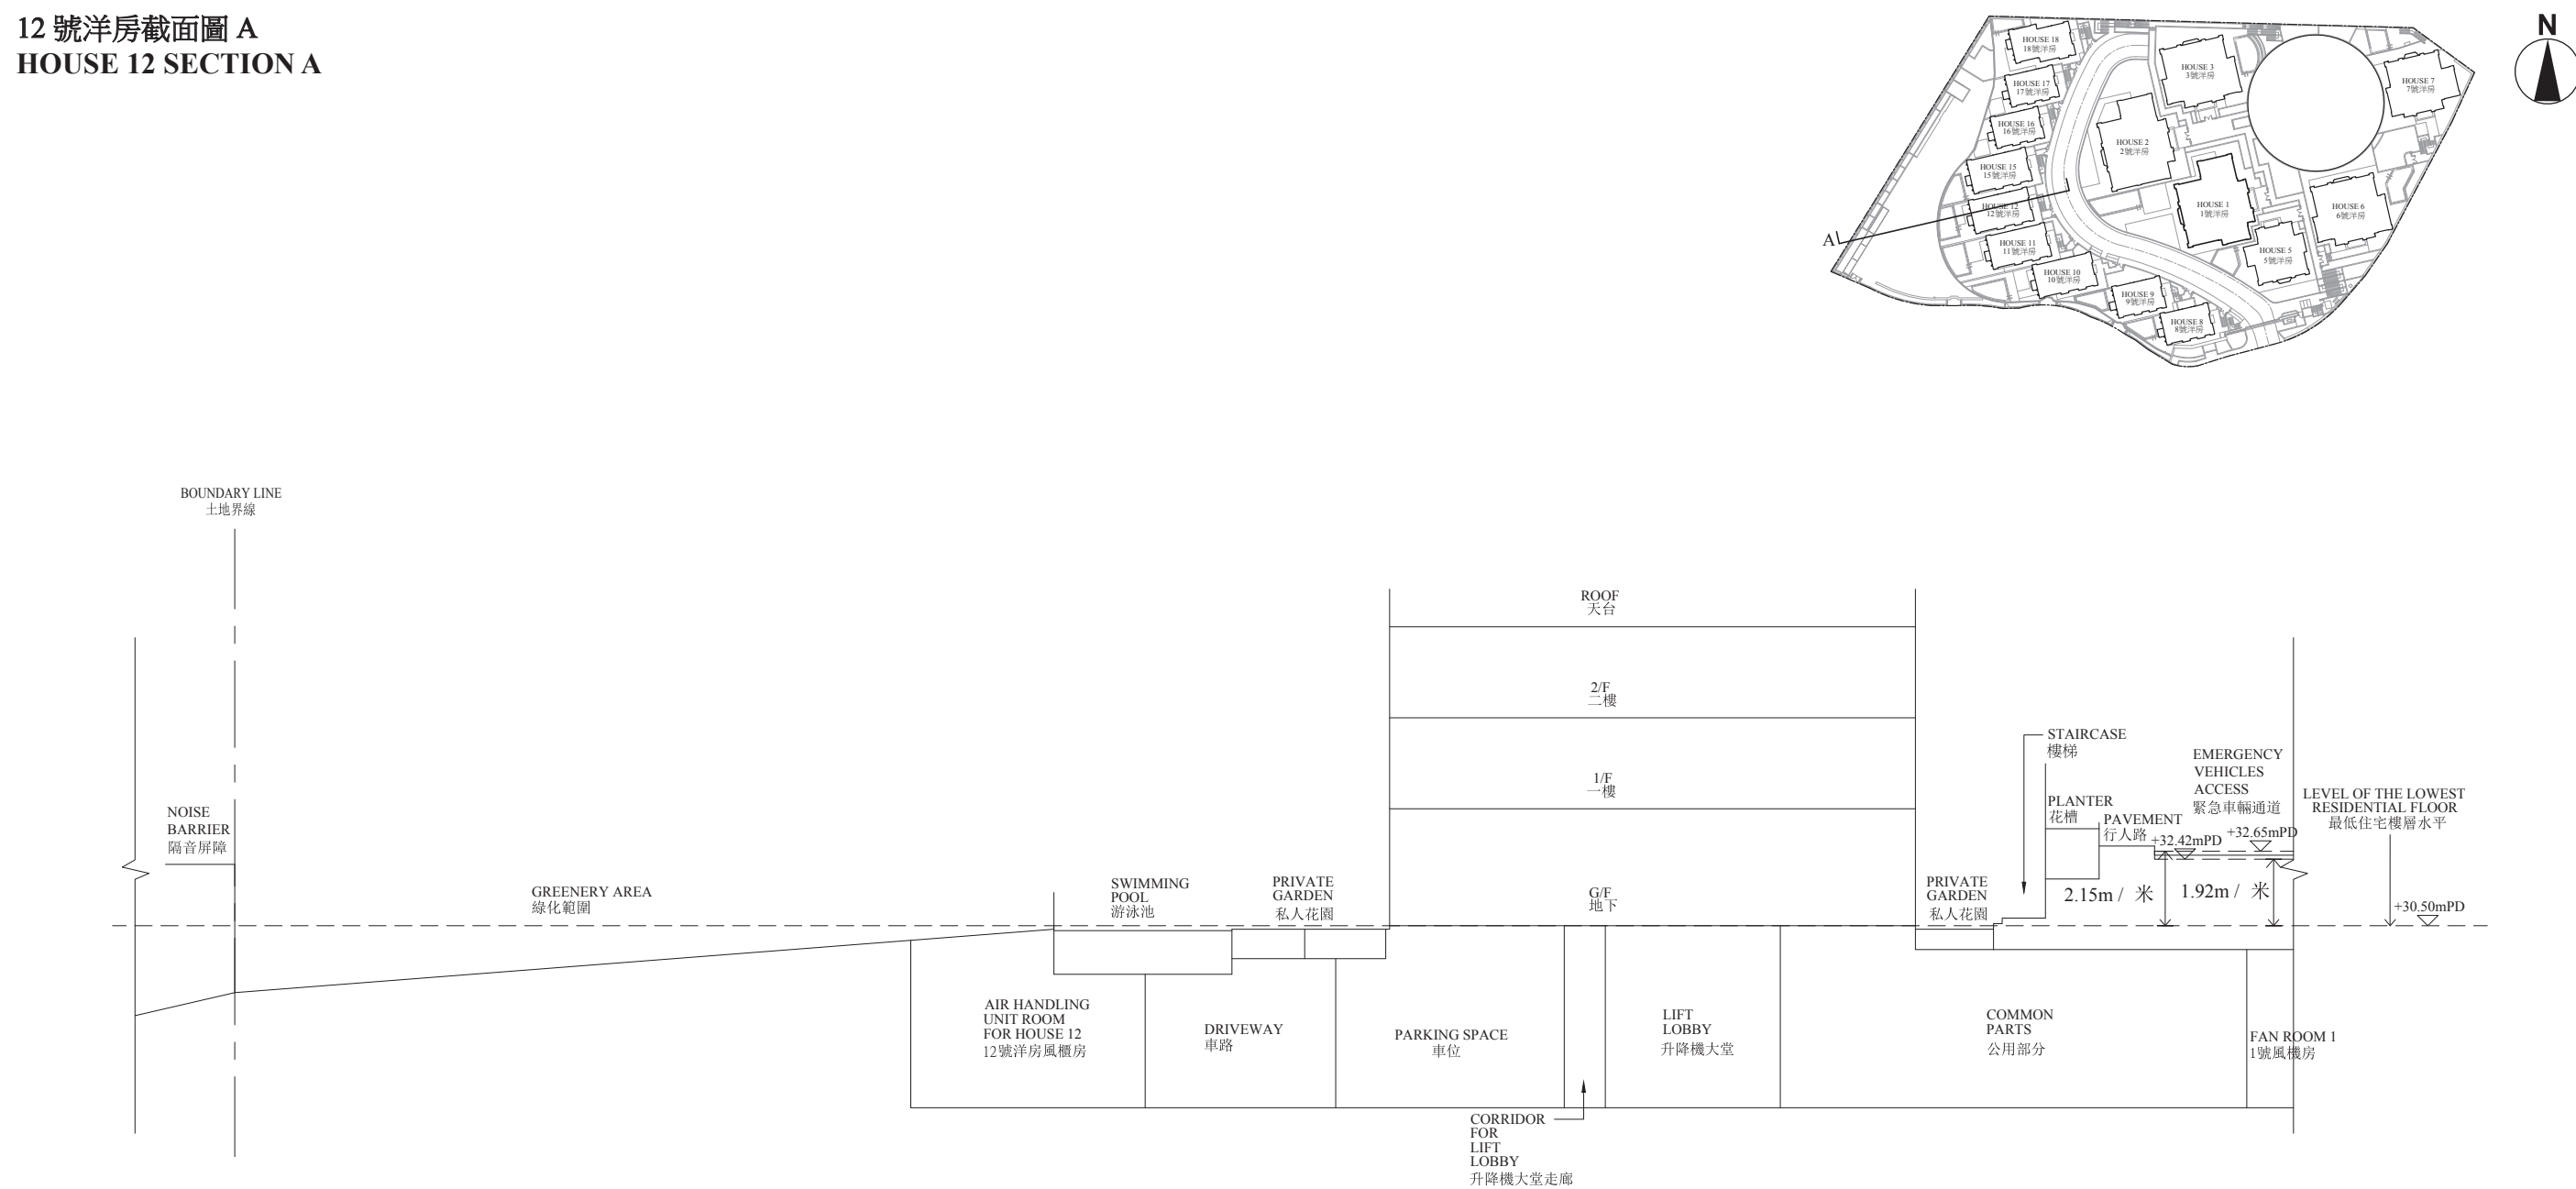 12 號洋房截面圖 A
HOUSE 12 SECTION A
N
HOUSE 18
18號洋房
HOUSE 17
17號洋房
HOUSE 16
16號洋房
HOUSE 15
15號洋房
HOUSE 12
12號洋房
HOUSE 11
11號洋房
HOUSE 10
10號洋房
HOUSE 9
9號洋房
HOUSE 8
8號洋房
HOUSE 3
3號洋房
HOUSE 2
2號洋房
HOUSE 1
1號洋房
HOUSE 7
7號洋房
HOUSE 6
6號洋房
HOUSE 5
5號洋房
A
BOUNDARY LINE
土地界線
NOISE
BARRIER
隔音屏障
GREENERY AREA
綠化範圍
SWIMMING
POOL
游泳池
PRIVATE
GARDEN
私人花園
ROOF
天台
2/F
二樓
1/F
一樓
G/F
地下
PRIVATE
GARDEN
私人花園
STAIRCASE
樓梯
PLANTER
花槽
PAVEMENT
行人路
EMERGENCY
VEHICLES
ACCESS
緊急車輛通道
+32.42mPD
+32.65mPD
2.15m / 米
1.92m / 米
LEVEL OF THE LOWEST
RESIDENTIAL FLOOR
最低住宅樓層水平
+30.50mPD
AIR HANDLING
UNIT ROOM
FOR HOUSE 12
12號洋房風櫃房
DRIVEWAY
車路
PARKING SPACE
車位
CORRIDOR
FOR
LIFT
LOBBY
升降機大堂走廊
LIFT
LOBBY
升降機大堂
COMMON
PARTS
公用部分
FAN ROOM 1
1號風機房